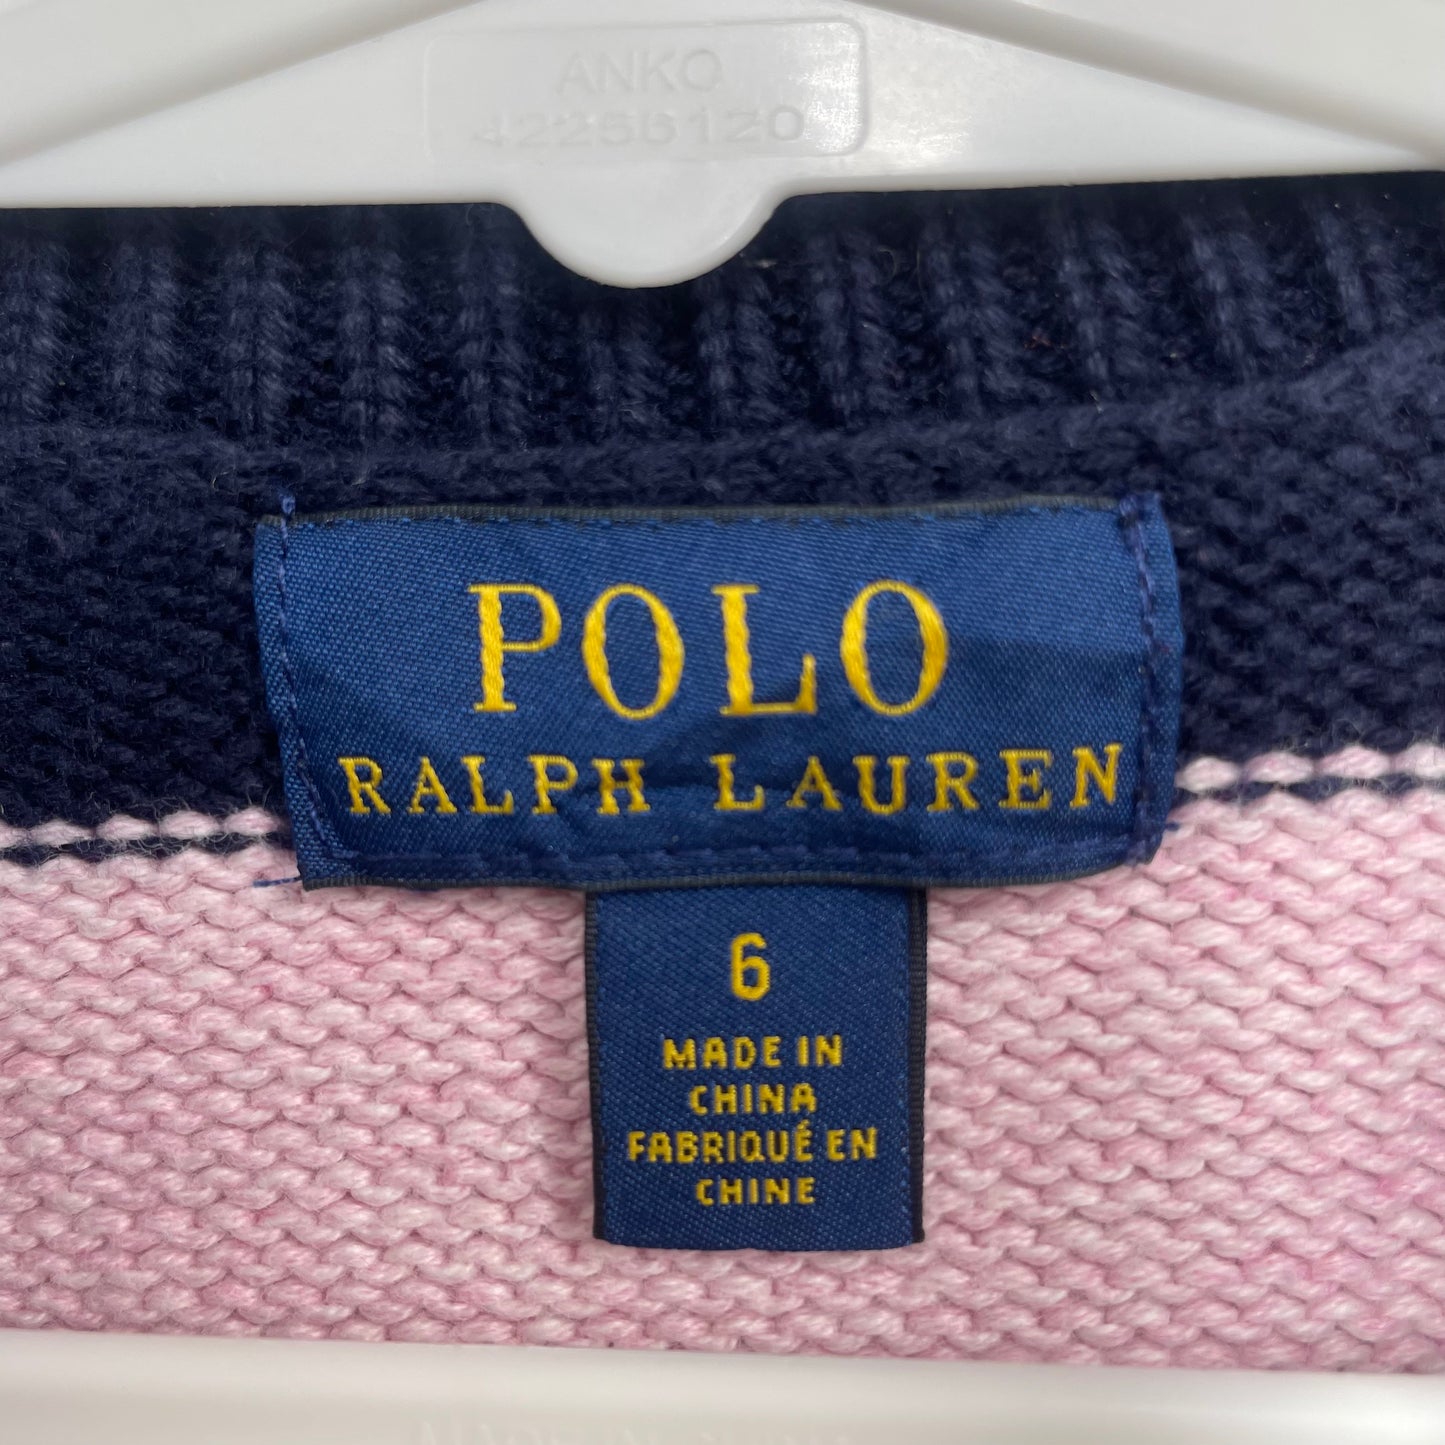 ANKO
42256120
POLO
RALPH LAUREN
6
MADE IN
CHINA
FABRIQUÉ EN
CHINE